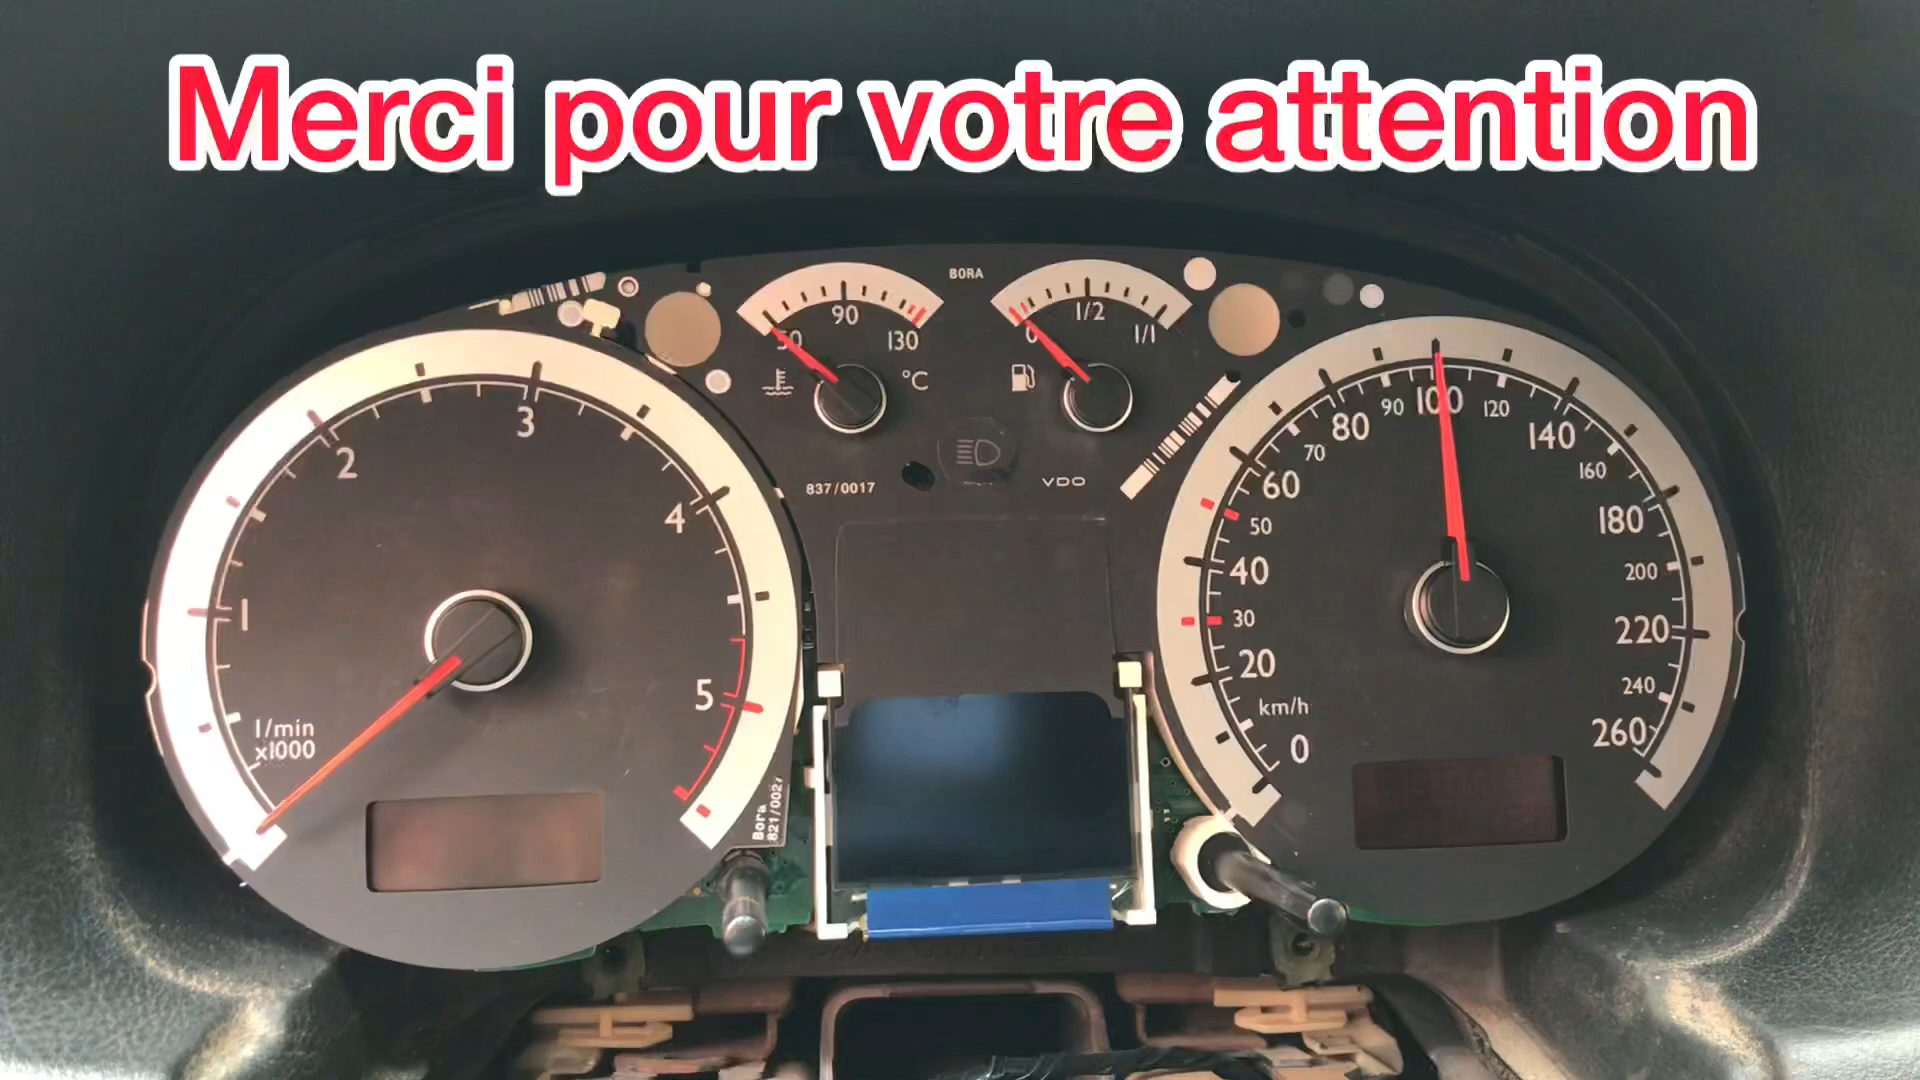 Merci pour votre attention
BORA
50 90 130
°C
0 1/2 1/1
837/0017
VDO
1 2 3 4 5
1/min
x1000
Bora
821/0027
0 20 30 40 50 60 70 80 90 100 120 140 160 180 200 220 240 260
km/h